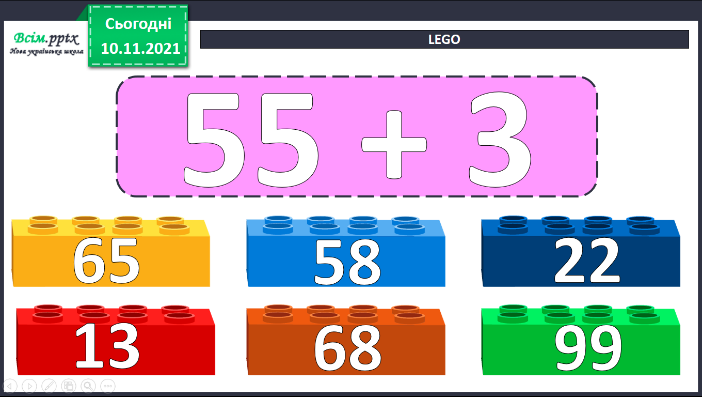 Всім.pptx
Нова українська школа
Сьогодні
10.11.2021
LEGO
55 + 3
65 58 22
13 68 99